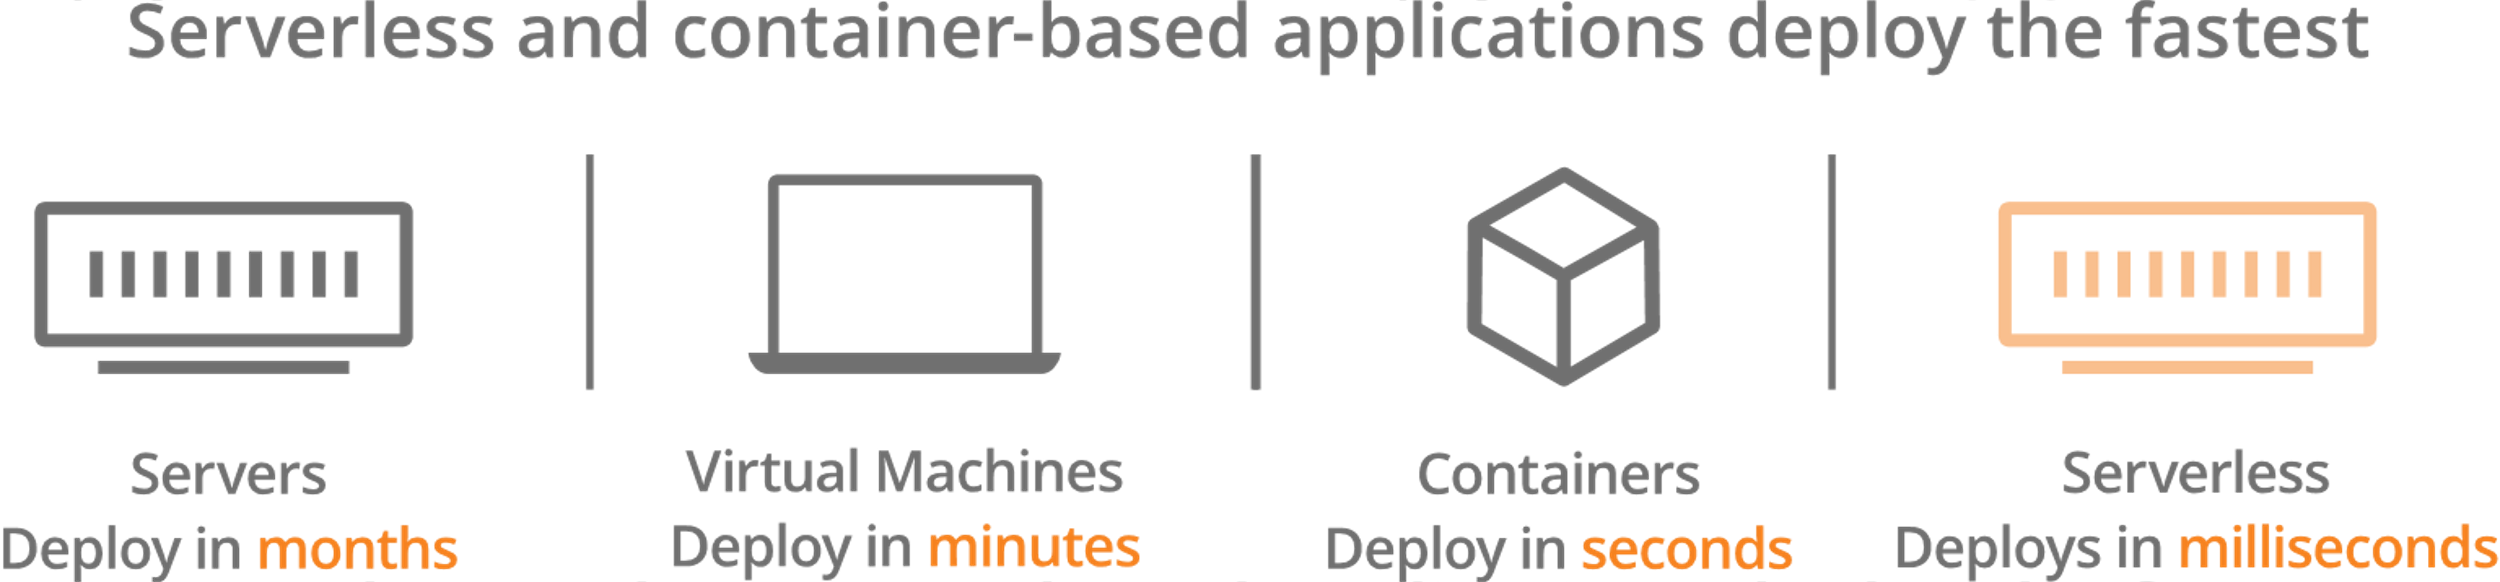 Serverless and container-based applications deploy the fastest
Servers
Deploy in months
Virtual Machines
Deploy in minutes
Containers
Deploy in seconds
Serverless
Deploys in milliseconds